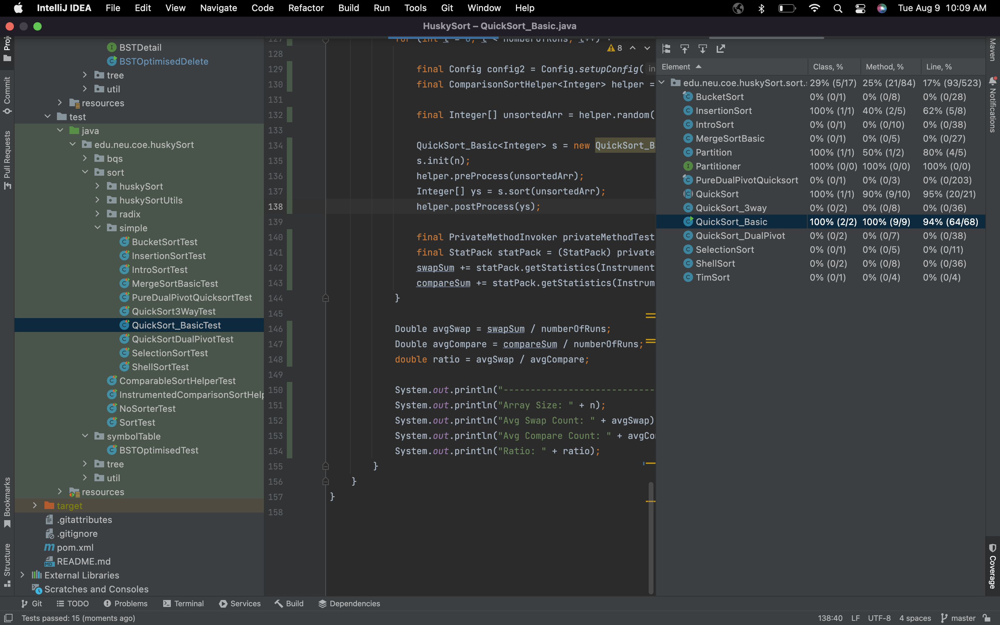 IntelliJ IDEA File Edit View Navigate Code Refactor Build Run Tools Git Window Help Tue Aug 9 10:09 AM
HuskySort – QuickSort_Basic.java
Commit
Pull Requests
Bookmarks
Structure
BSTDetail
BSTOptimisedDelete
tree
util
resources
test
java
edu.neu.coe.huskySort
bqs
sort
huskySort
huskySortUtils
radix
simple
BucketSortTest
InsertionSortTest
IntroSortTest
MergeSortBasicTest
PureDualPivotQuicksortTest
QuickSort3WayTest
QuickSort_BasicTest
QuickSortDualPivotTest
SelectionSortTest
ShellSortTest
ComparableSortHelperTest
InstrumentedComparisonSortHelp
NoSorterTest
SortTest
symbolTable
BSTOptimisedTest
tree
util
resources
target
.gitattributes
.gitignore
pom.xml
README.md
External Libraries
Scratches and Consoles
8
128
129 final Config config2 = Config.setupConfig( in
130 final ComparisonSortHelper<Integer> helper =
131
132 final Integer[] unsortedArr = helper.random(
133
134 QuickSort_Basic<Integer> s = new QuickSort_B
135 s.init(n);
136 helper.preProcess(unsortedArr);
137 Integer[] ys = s.sort(unsortedArr);
138 helper.postProcess(ys);
139
140 final PrivateMethodInvoker privateMethodTest
141 final StatPack statPack = (StatPack) private
142 swapSum += statPack.getStatistics(Instrument
143 compareSum += statPack.getStatistics(Instrum
144 }
145
146 Double avgSwap = swapSum / numberOfRuns;
147 Double avgCompare = compareSum / numberOfRuns;
148 double ratio = avgSwap / avgCompare;
149
150 System.out.println("----------------------------
151 System.out.println("Array Size: " + n);
152 System.out.println("Avg Swap Count: " + avgSwap)
153 System.out.println("Avg Compare Count: " + avgCo
154 System.out.println("Ratio: " + ratio);
155 }
156 }
157 }
158
Element Class, % Method, % Line, %
edu.neu.coe.huskySort.sort.s 29% (5/17) 25% (21/84) 17% (93/523)
BucketSort 0% (0/1) 0% (0/8) 0% (0/28)
InsertionSort 100% (1/1) 40% (2/5) 62% (5/8)
IntroSort 0% (0/1) 0% (0/10) 0% (0/38)
MergeSortBasic 0% (0/1) 0% (0/5) 0% (0/27)
Partition 100% (1/1) 50% (1/2) 80% (4/5)
Partitioner 100% (0/0) 100% (0/0) 100% (0/0)
PureDualPivotQuicksort 0% (0/1) 0% (0/3) 0% (0/203)
QuickSort 100% (1/1) 90% (9/10) 95% (20/21)
QuickSort_3way 0% (0/2) 0% (0/8) 0% (0/36)
QuickSort_Basic 100% (2/2) 100% (9/9) 94% (64/68)
QuickSort_DualPivot 0% (0/2) 0% (0/7) 0% (0/38)
SelectionSort 0% (0/1) 0% (0/5) 0% (0/11)
ShellSort 0% (0/2) 0% (0/8) 0% (0/36)
TimSort 0% (0/1) 0% (0/4) 0% (0/4)
Maven
Notifications
Coverage
Git TODO Problems Terminal Services Build Dependencies
Tests passed: 15 (moments ago) 138:40 LF UTF-8 4 spaces master